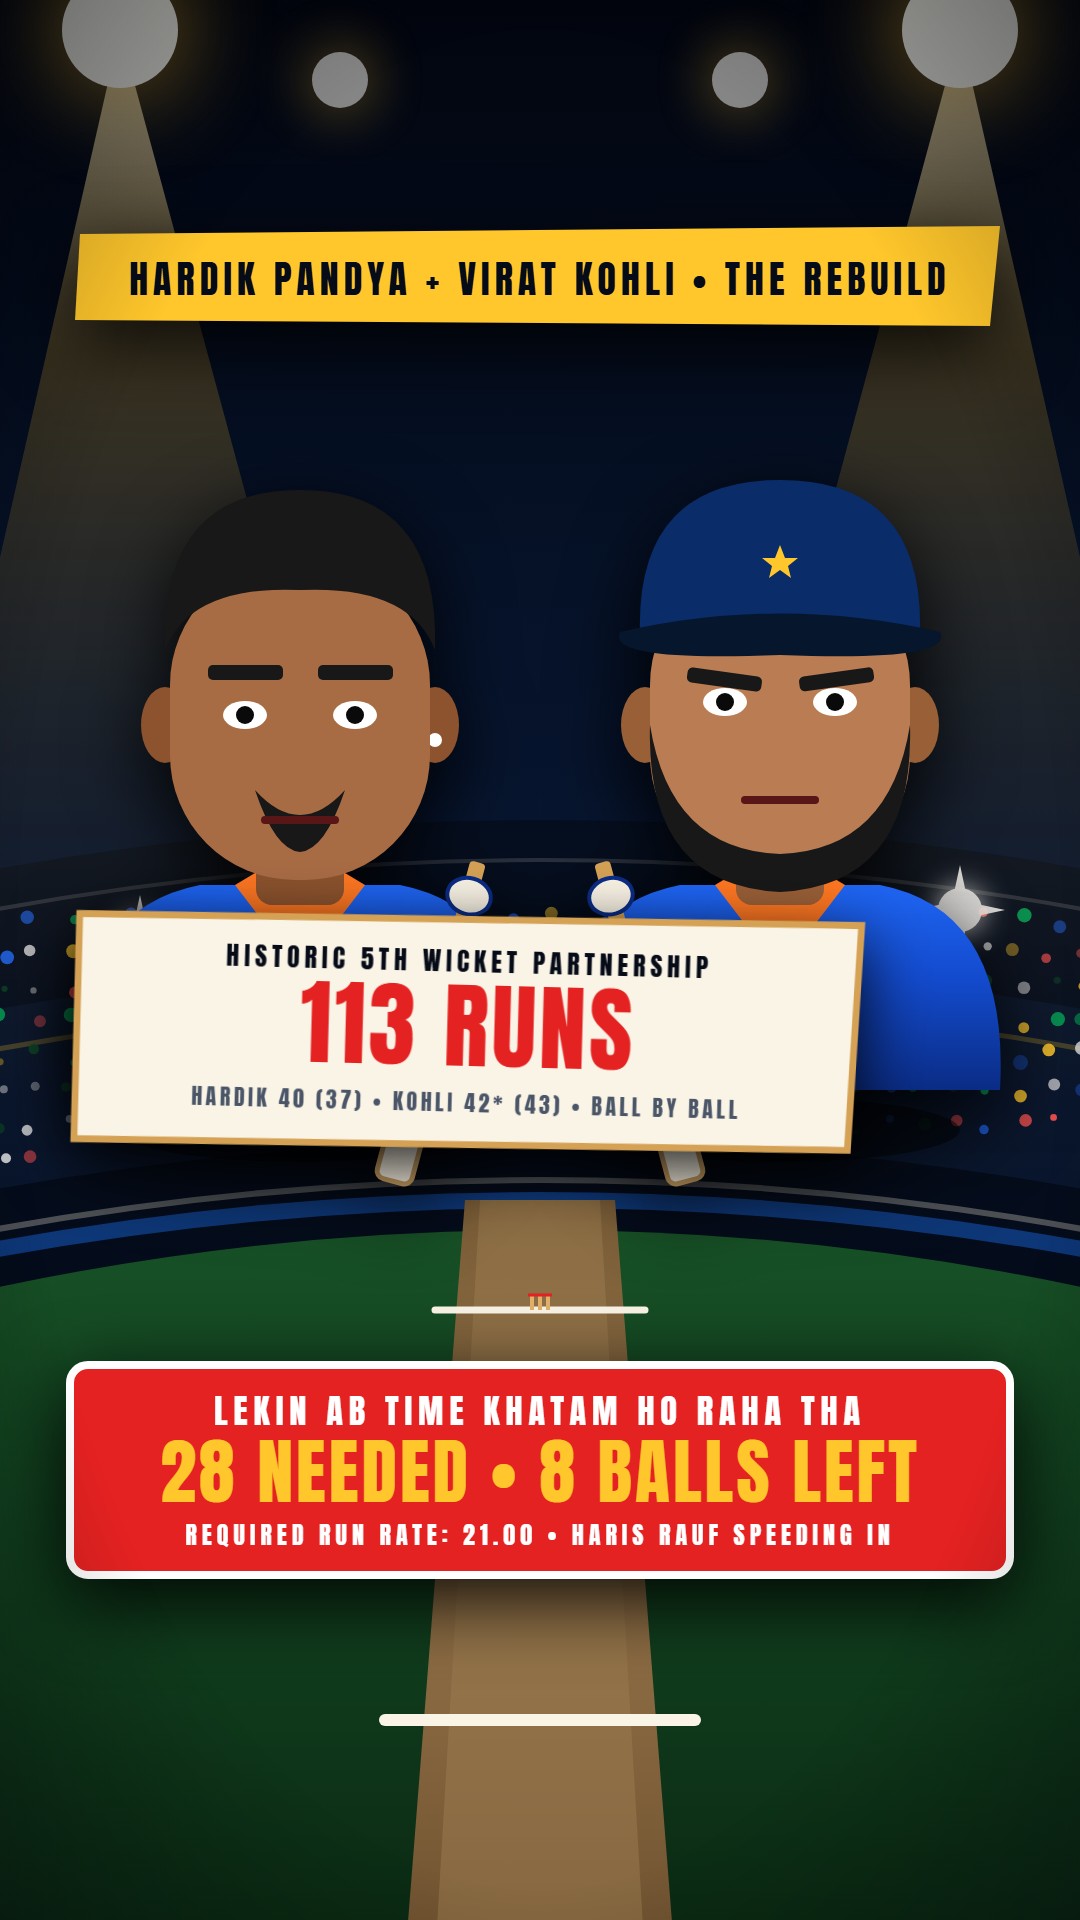 HARDIK PANDYA + VIRAT KOHLI • THE REBUILD
HISTORIC 5TH WICKET PARTNERSHIP
113 RUNS
HARDIK 40 (37) • KOHLI 42* (43) • BALL BY BALL
LEKIN AB TIME KHATAM HO RAHA THA
28 NEEDED • 8 BALLS LEFT
REQUIRED RUN RATE: 21.00 • HARIS RAUF SPEEDING IN